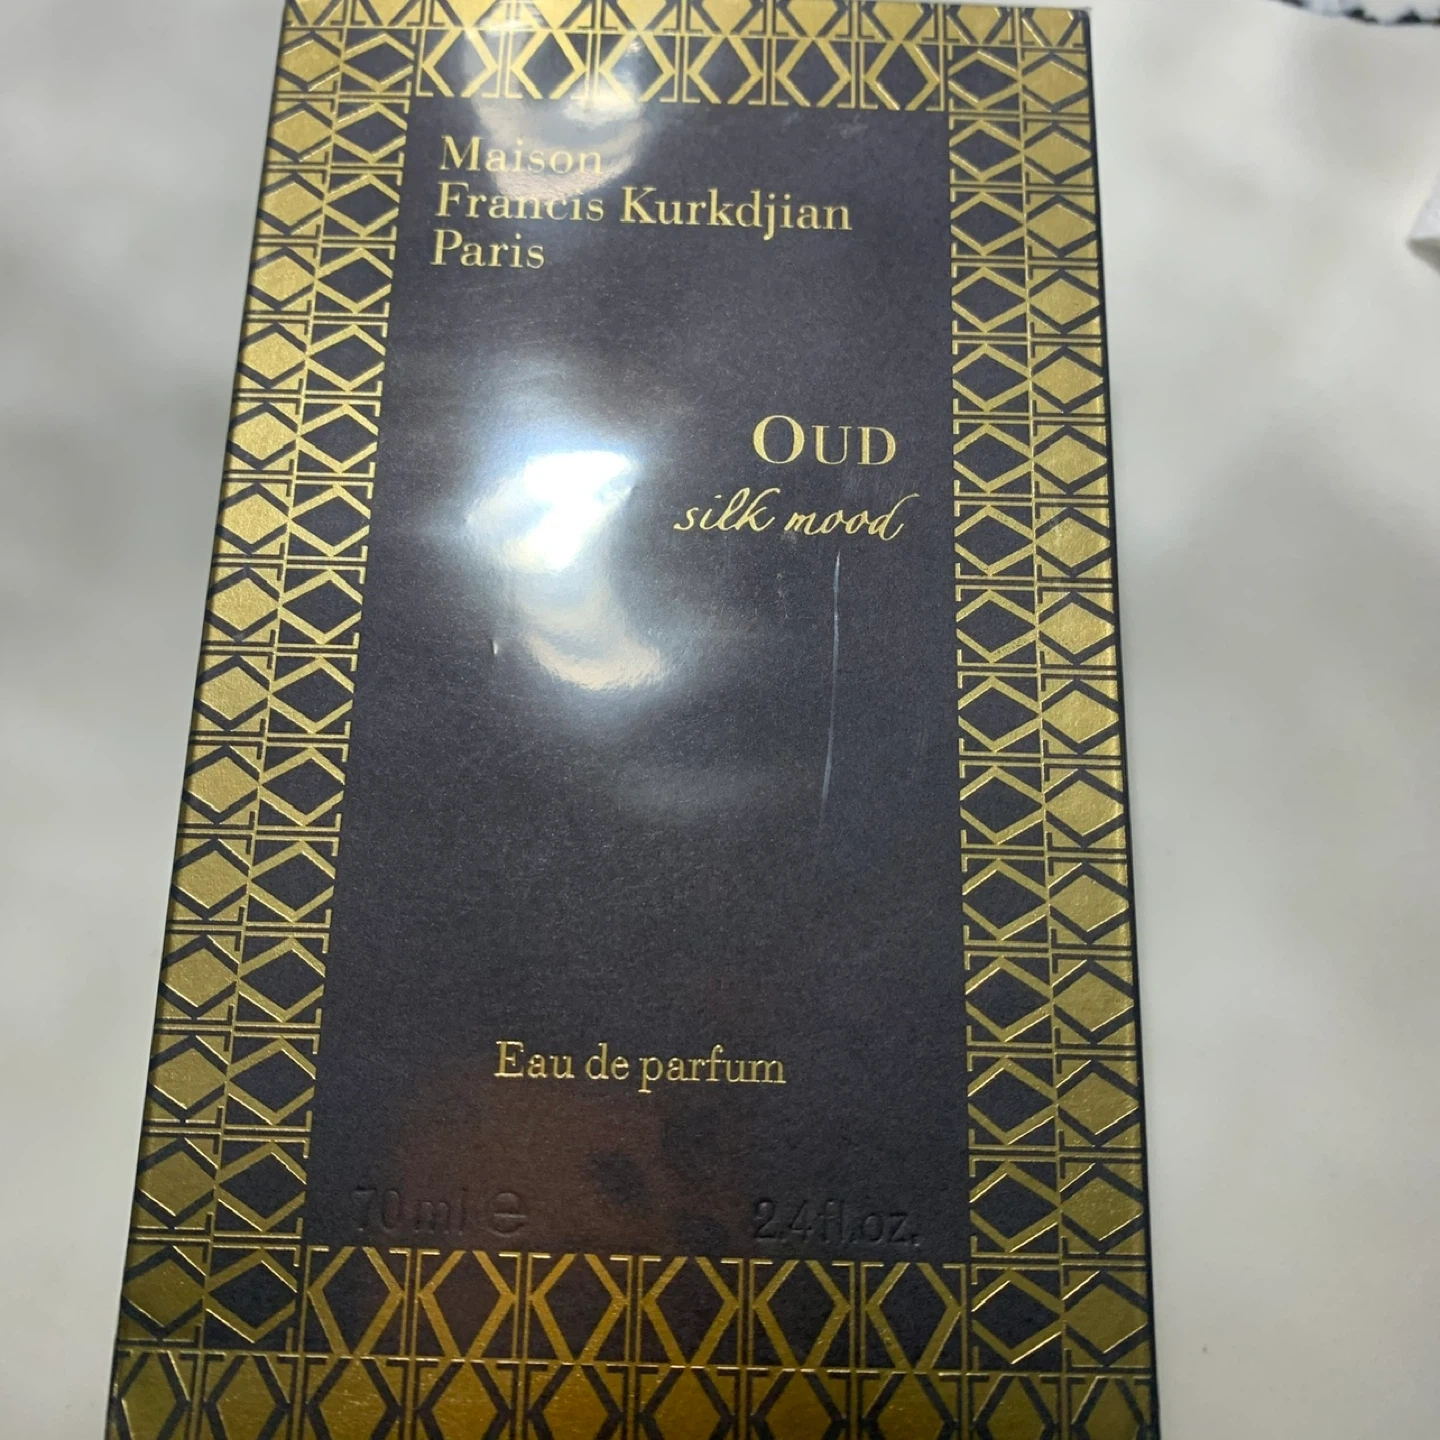 Maison
Francis Kurkdjian
Paris
OUD
silk mood
Eau de parfum
70 ml ℮ 2.4 fl.oz.